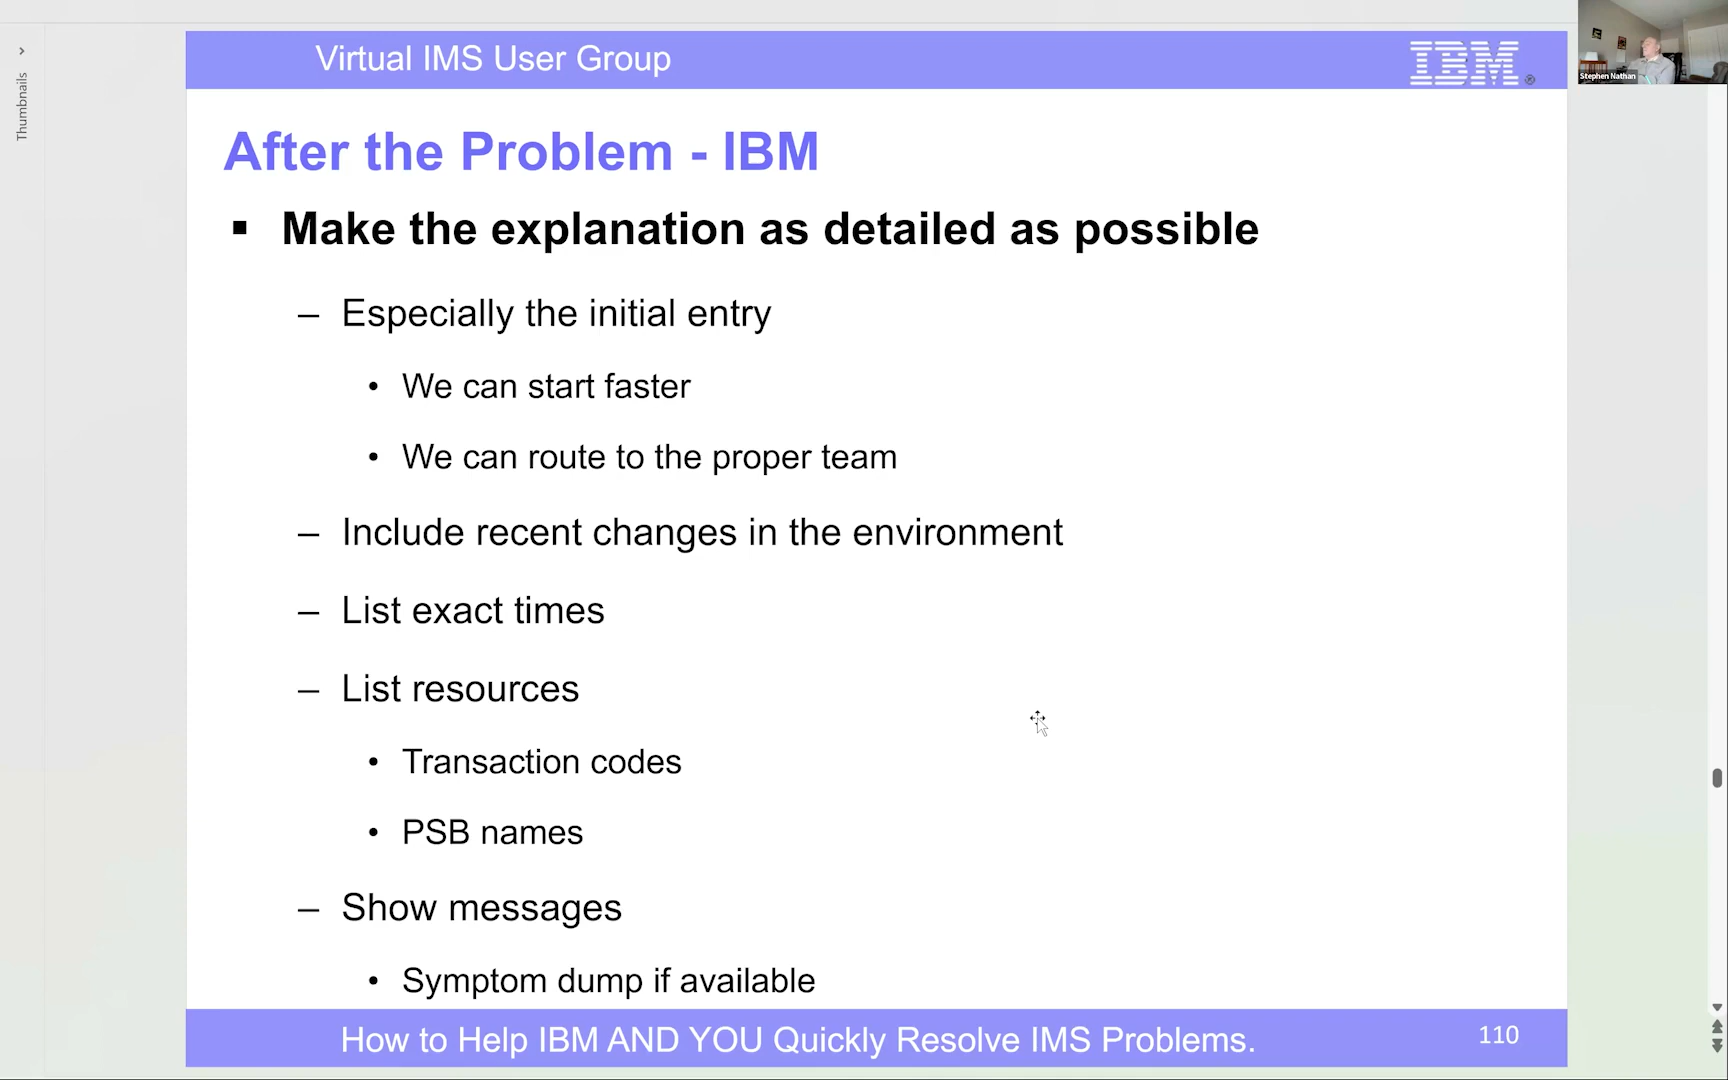 Thumbnails
Virtual IMS User Group
IBM®
Stephen Nathan
After the Problem - IBM
▪ Make the explanation as detailed as possible
– Especially the initial entry
• We can start faster
• We can route to the proper team
– Include recent changes in the environment
– List exact times
– List resources
• Transaction codes
• PSB names
– Show messages
• Symptom dump if available
How to Help IBM AND YOU Quickly Resolve IMS Problems.
110